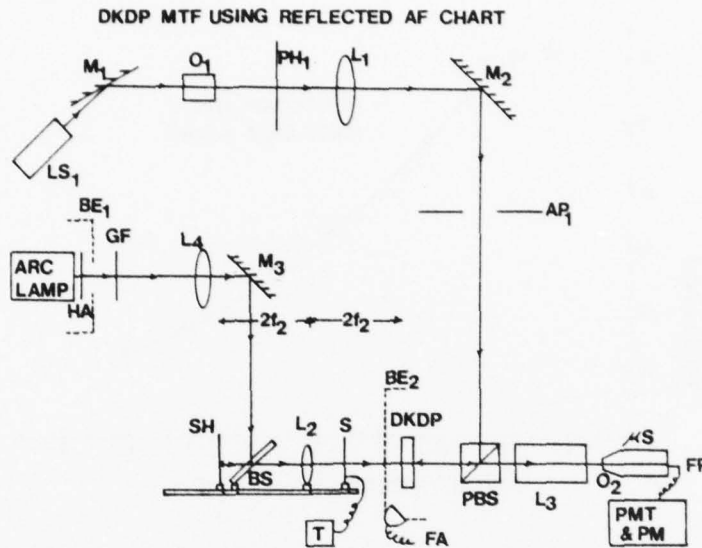 DKDP MTF USING REFLECTED AF CHART
M1
O1
PH1
L1
M2
LS1
BE1
GF
L4
M3
AP1
ARC
LAMP
HA
2f2
2f2
BE2
SH
L2
S
DKDP
μS
BS
PBS
L3
O2
FP
T
FA
PMT
& PM